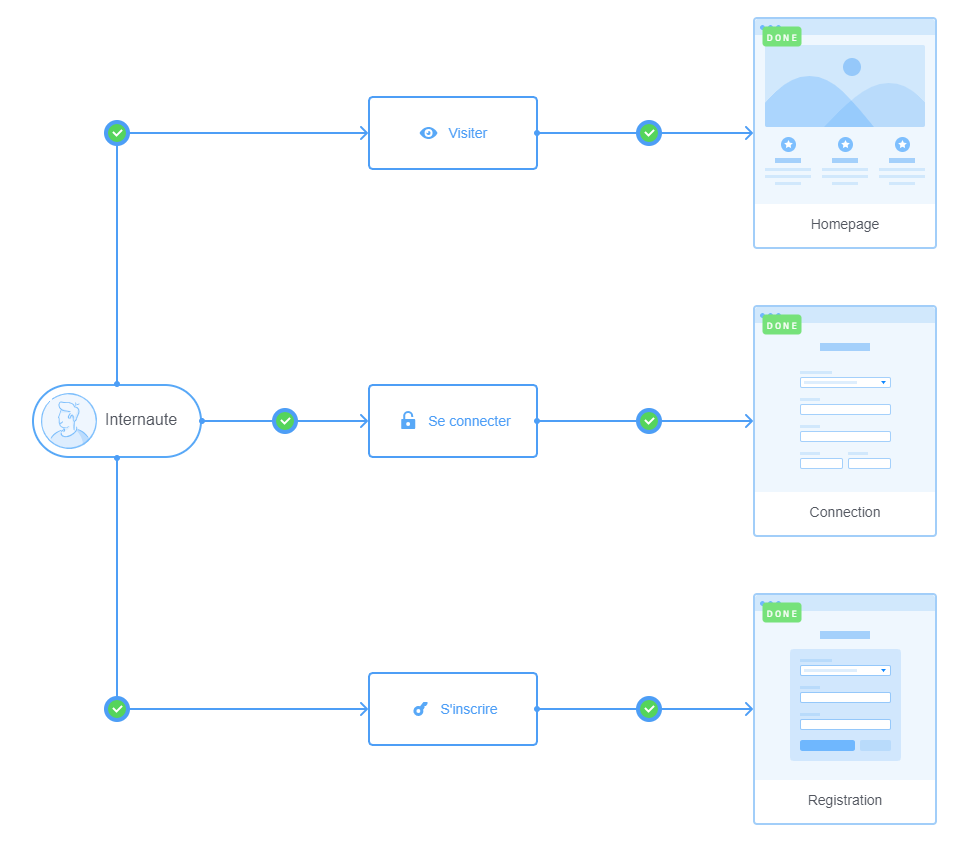 DONE
Visiter
Homepage
DONE
Internaute
Se connecter
Connection
DONE
S'inscrire
Registration